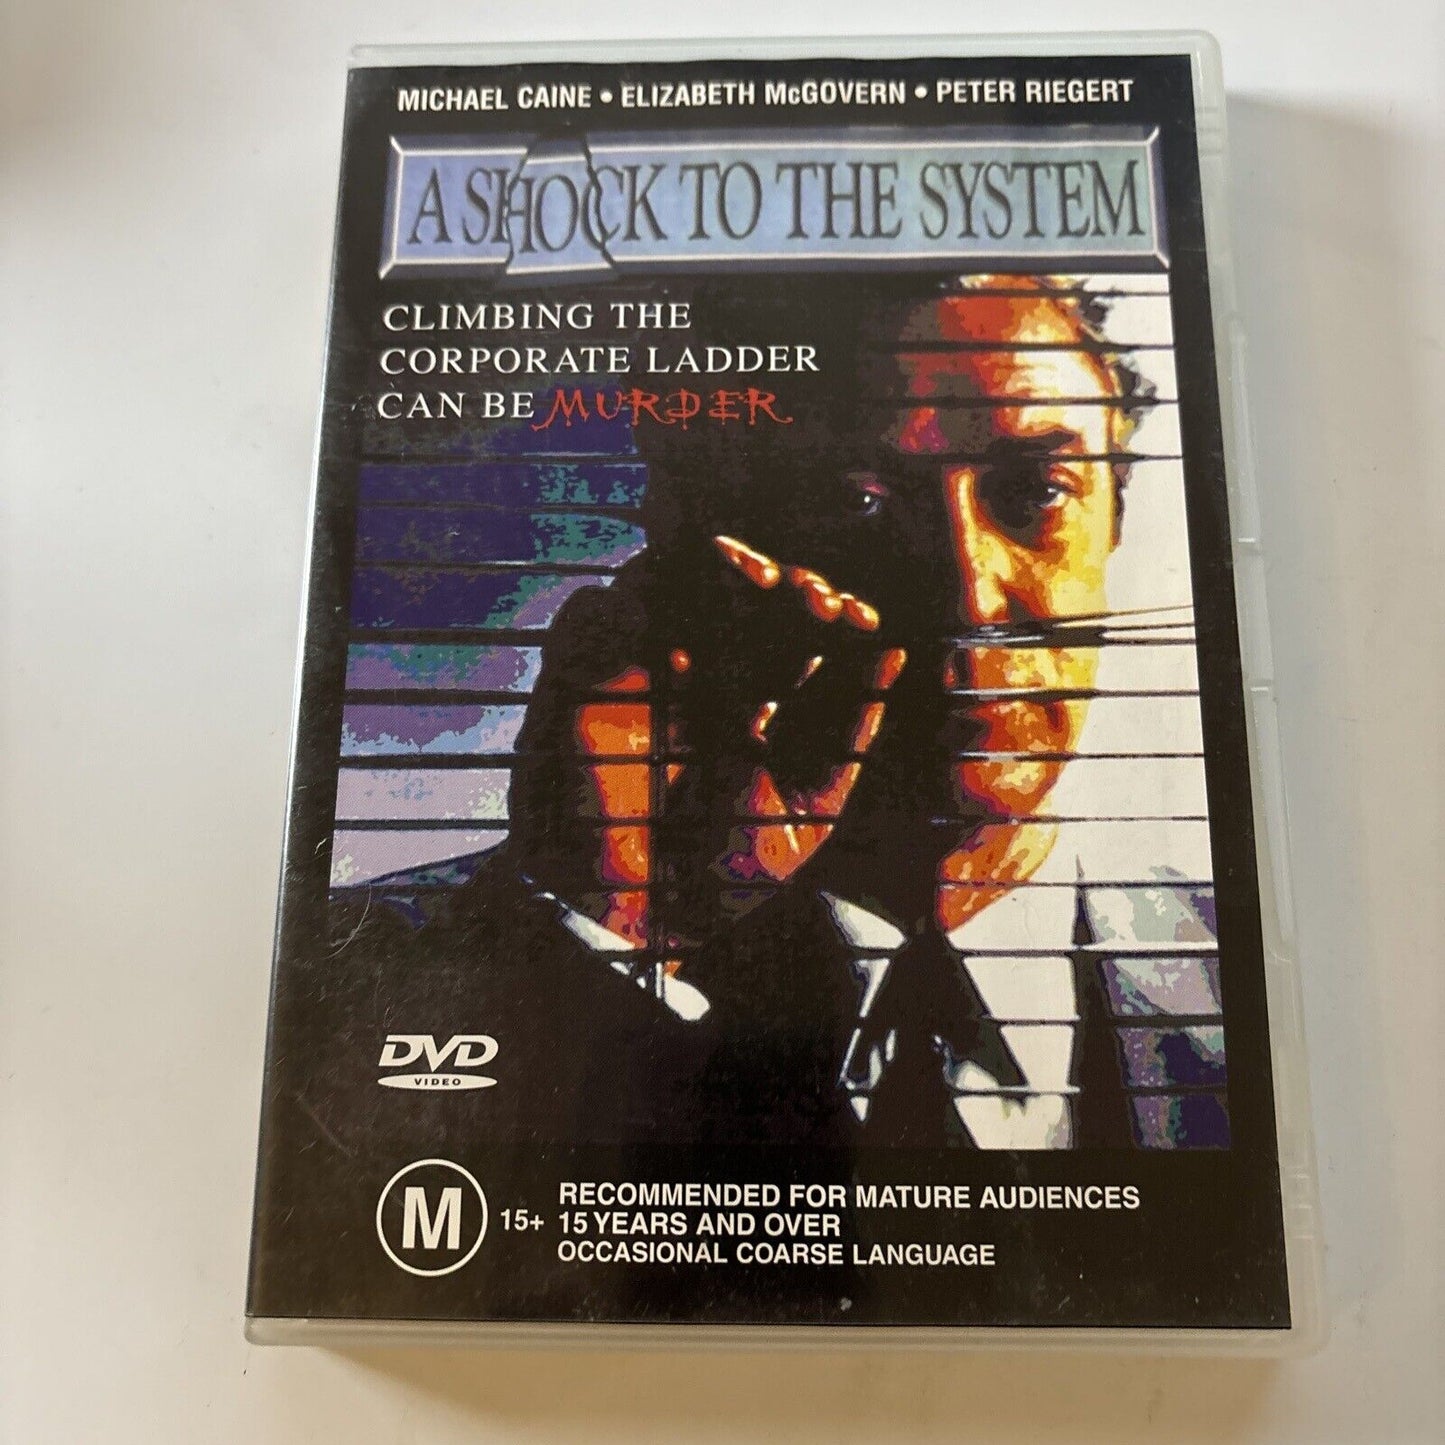 MICHAEL CAINE • ELIZABETH McGOVERN • PETER RIEGERT
A SHOCK TO THE SYSTEM
CLIMBING THE
CORPORATE LADDER
CAN BE MURDER
DVD
VIDEO
M 15+
RECOMMENDED FOR MATURE AUDIENCES
15 YEARS AND OVER
OCCASIONAL COARSE LANGUAGE